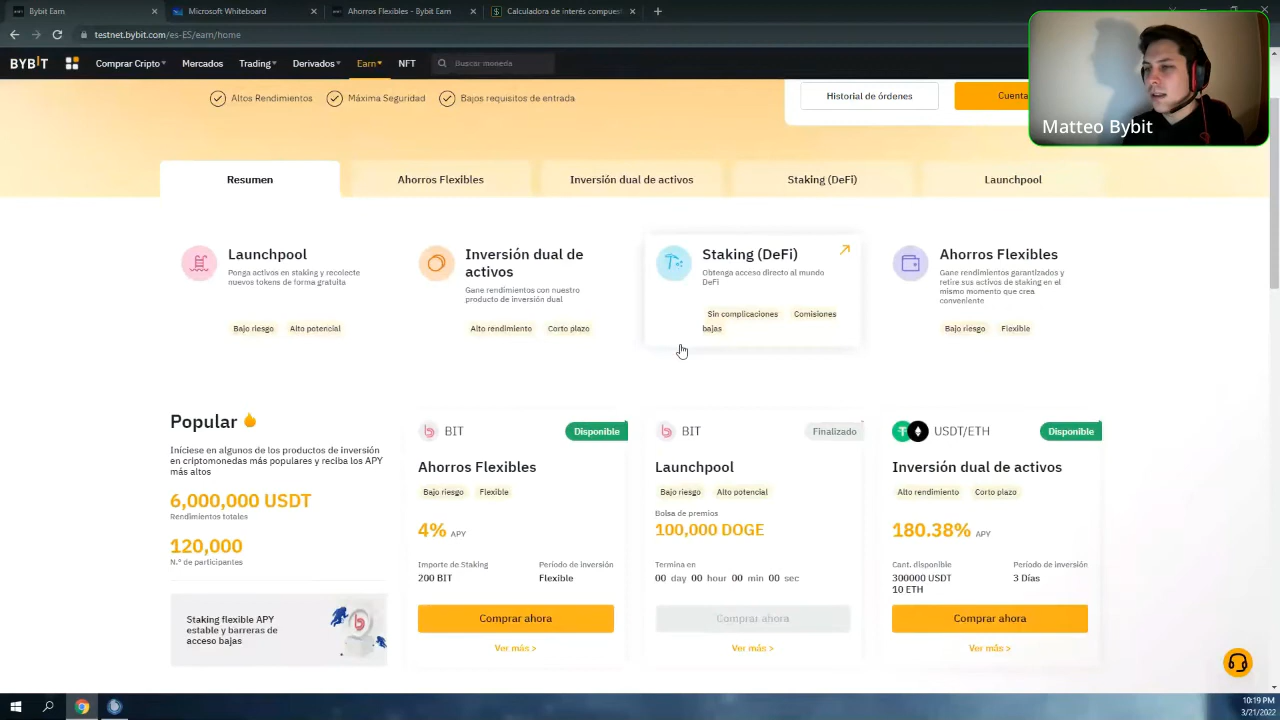 Bybit Earn
Microsoft Whiteboard
Ahorros Flexibles - Bybit Earn
Calculadora de interés compues
testnet.bybit.com/es-ES/earn/home
BYBIT
Comprar Cripto
Mercados
Trading
Derivados
Earn
NFT
Buscar moneda
Altos Rendimientos
Máxima Seguridad
Bajos requisitos de entrada
Historial de órdenes
Cuenta
Matteo Bybit
Resumen
Ahorros Flexibles
Inversión dual de activos
Staking (DeFi)
Launchpool
Launchpool
Ponga activos en staking y recolecte
nuevos tokens de forma gratuita
Bajo riesgo
Alto potencial
Inversión dual de
activos
Gane rendimientos con nuestro
producto de inversión dual
Alto rendimiento
Corto plazo
Staking (DeFi)
Obtenga acceso directo al mundo
DeFi
Sin complicaciones
Comisiones
bajas
Ahorros Flexibles
Gane rendimientos garantizados y
retire sus activos de staking en el
mismo momento que crea
conveniente
Bajo riesgo
Flexible
Popular
Iníciese en algunos de los productos de inversión
en criptomonedas más populares y reciba los APY
más altos
6,000,000 USDT
Rendimientos totales
120,000
N.º de participantes
Staking flexible APY
estable y barreras de
acceso bajas
BIT
Disponible
Ahorros Flexibles
Bajo riesgo
Flexible
4% APY
Importe de Staking
Periodo de inversión
200 BIT
Flexible
Comprar ahora
Ver más >
BIT
Finalizado
Launchpool
Bajo riesgo
Alto potencial
Bolsa de premios
100,000 DOGE
Termina en
00 day 00 hour 00 min 00 sec
Comprar ahora
Ver más >
USDT/ETH
Disponible
Inversión dual de activos
Alto rendimiento
Corto plazo
180.38% APY
Cant. disponible
Periodo de inversión
300000 USDT
3 Días
10 ETH
Comprar ahora
Ver más >
10:19 PM
3/21/2022